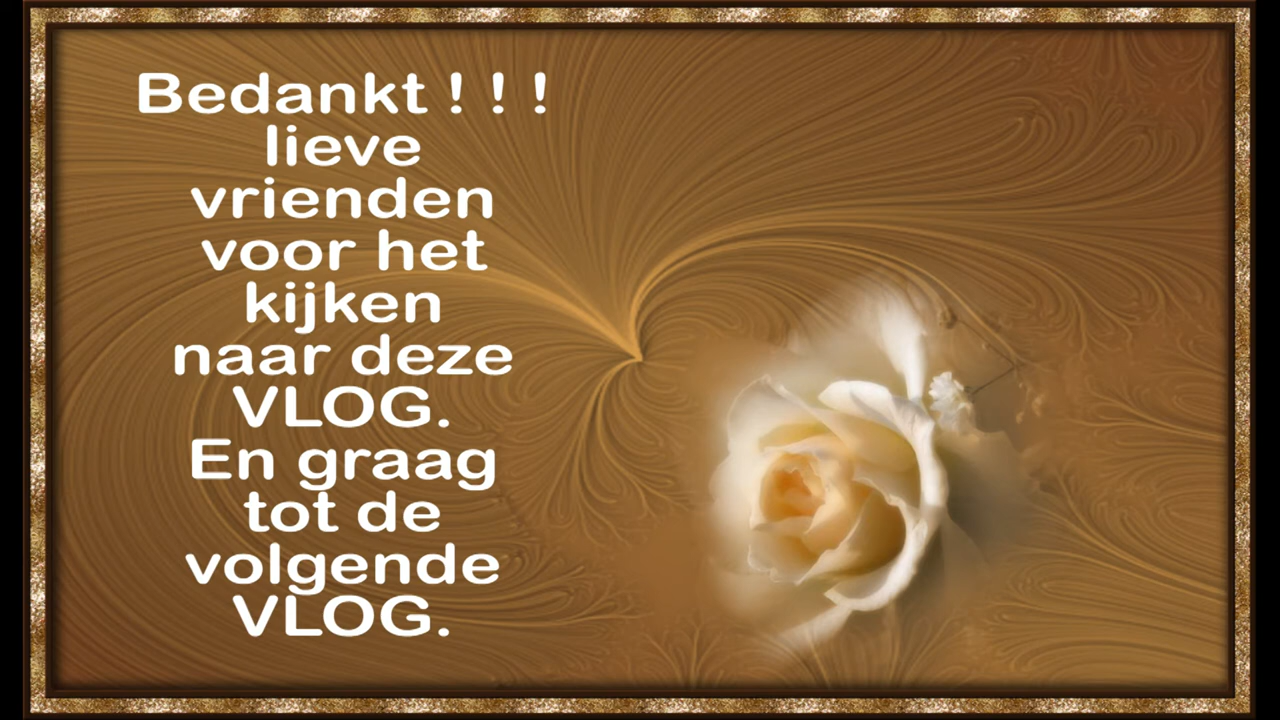 Bedankt ! ! !
lieve
vrienden
voor het
kijken
naar deze
VLOG.
En graag
tot de
volgende
VLOG.